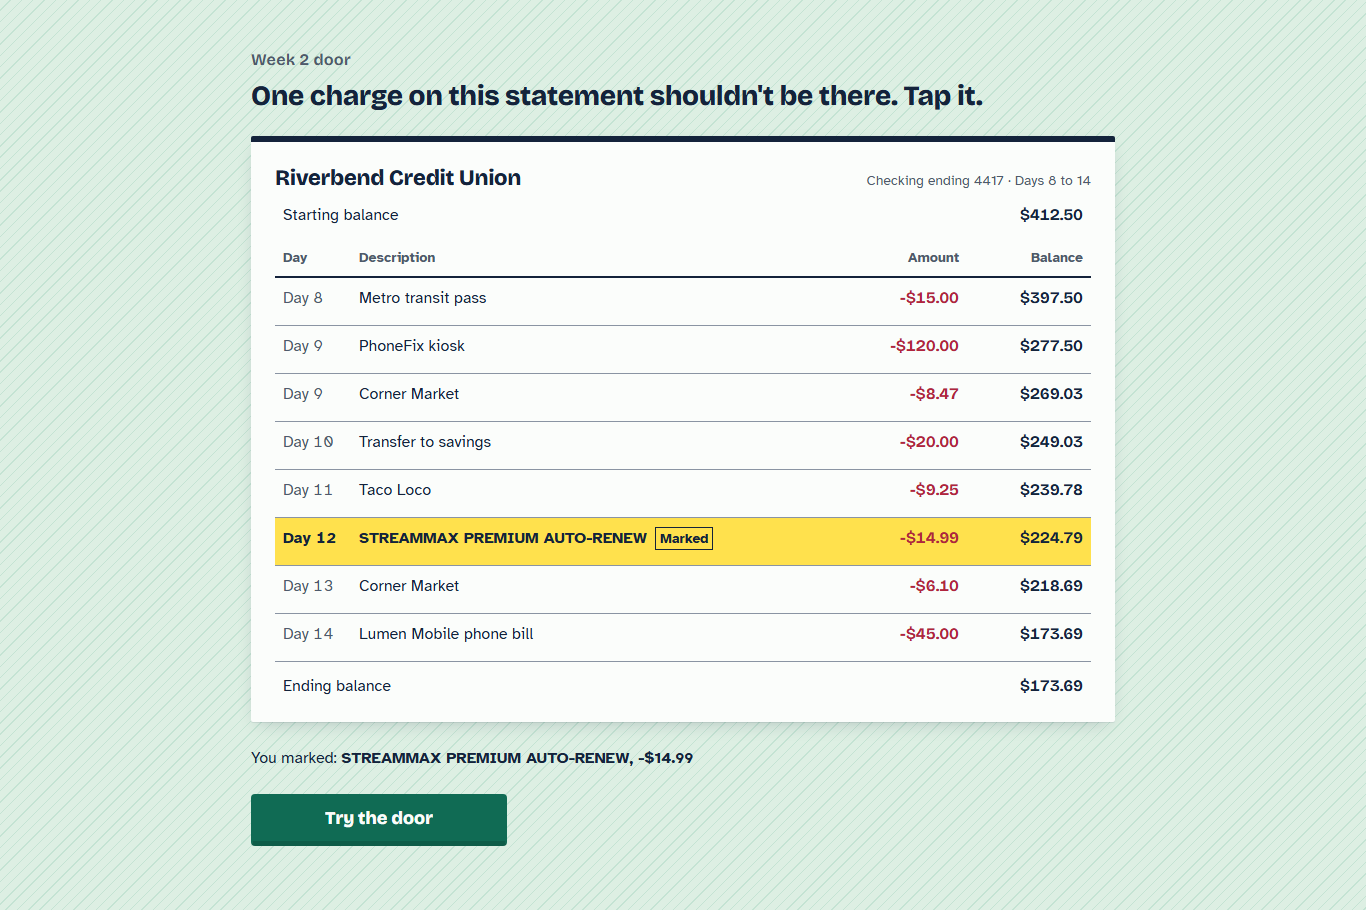 Week 2 door
One charge on this statement shouldn't be there. Tap it.
Riverbend Credit Union Checking ending 4417 · Days 8 to 14
Starting balance $412.50
Day Description Amount Balance
Day 8 Metro transit pass -$15.00 $397.50
Day 9 PhoneFix kiosk -$120.00 $277.50
Day 9 Corner Market -$8.47 $269.03
Day 10 Transfer to savings -$20.00 $249.03
Day 11 Taco Loco -$9.25 $239.78
Day 12 STREAMMAX PREMIUM AUTO-RENEW Marked -$14.99 $224.79
Day 13 Corner Market -$6.10 $218.69
Day 14 Lumen Mobile phone bill -$45.00 $173.69
Ending balance $173.69
You marked: STREAMMAX PREMIUM AUTO-RENEW, -$14.99
Try the door